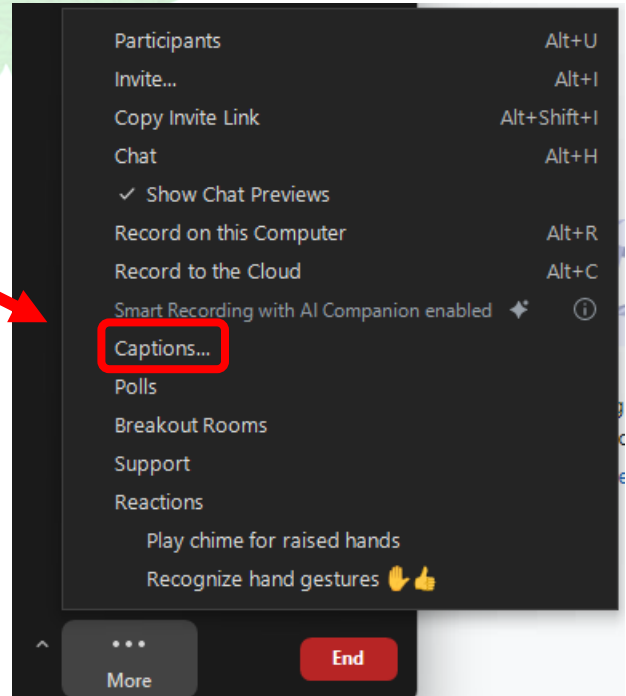 Participants Alt+U
Invite... Alt+I
Copy Invite Link Alt+Shift+I
Chat Alt+H
✓ Show Chat Previews
Record on this Computer Alt+R
Record to the Cloud Alt+C
Smart Recording with AI Companion enabled
Captions...
Polls
Breakout Rooms
Support
Reactions
Play chime for raised hands
Recognize hand gestures ✋👍
More
End